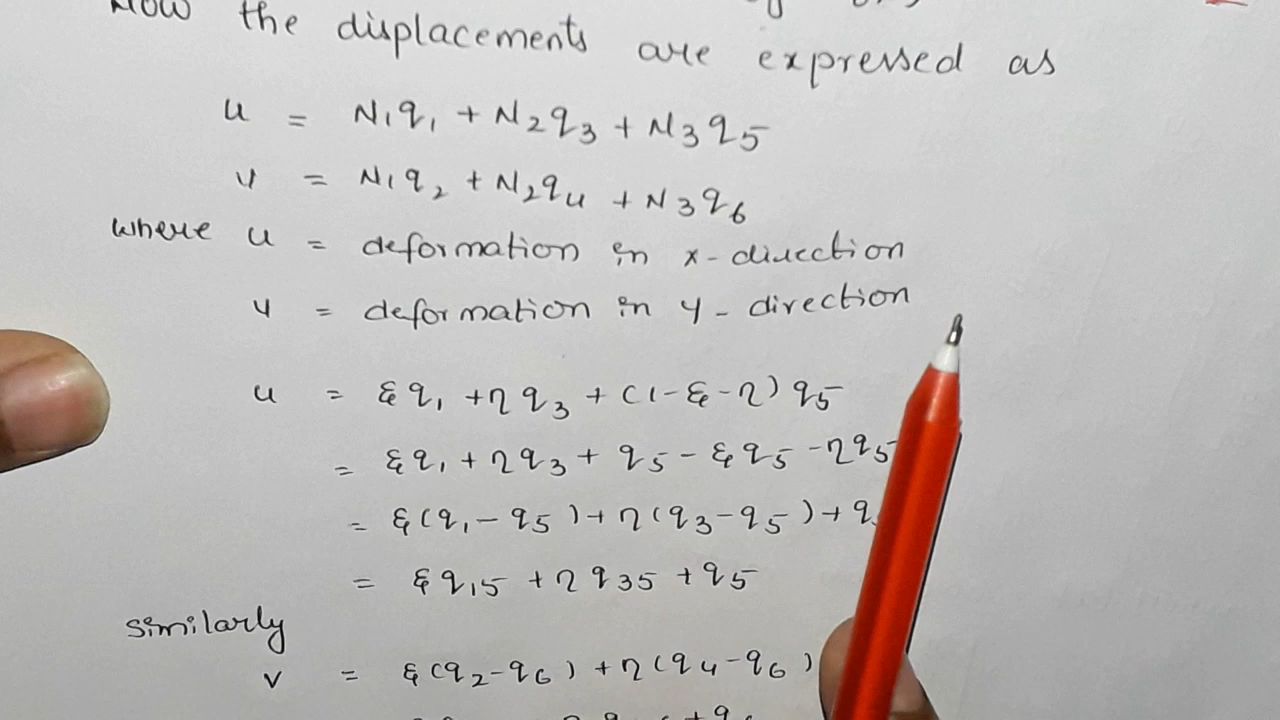 Now the displacements are expressed as
u = N1q1 + N2q3 + N3q5
v = N1q2 + N2q4 + N3q6
where u = deformation in x-direction
v = deformation in y-direction
u = ξq1 + ηq3 + (1-ξ-η)q5
= ξq1 + ηq3 + q5 - ξq5 - ηq5
= ξ(q1 - q5) + η(q3 - q5) + q
= ξq15 + ηq35 + q5
similarly
v = ξ(q2-q6) + η(q4-q6)